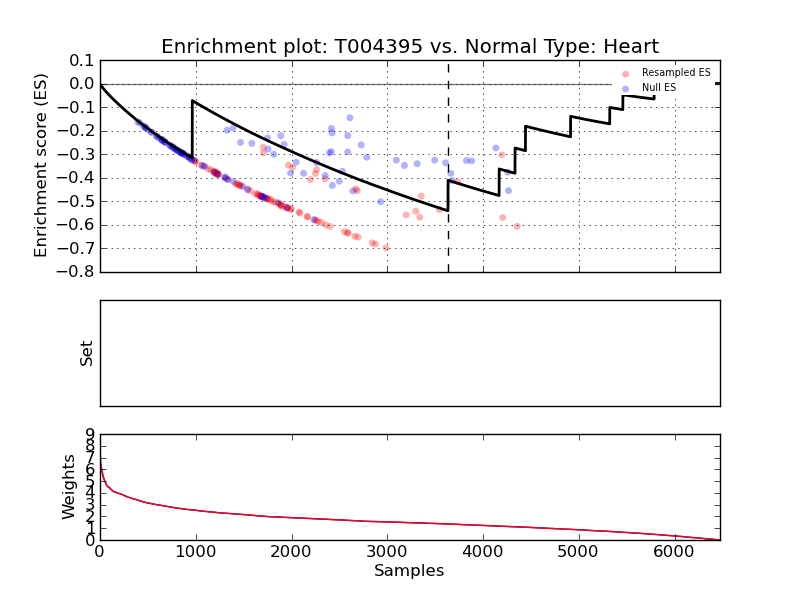 Enrichment plot: T004395 vs. Normal Type: Heart
Enrichment score (ES)
0.1
0.0
−0.1
−0.2
−0.3
−0.4
−0.5
−0.6
−0.7
−0.8
Resampled ES
Null ES
Set
Weights
9
8
7
6
5
4
3
2
1
0
0 1000 2000 3000 4000 5000 6000
Samples